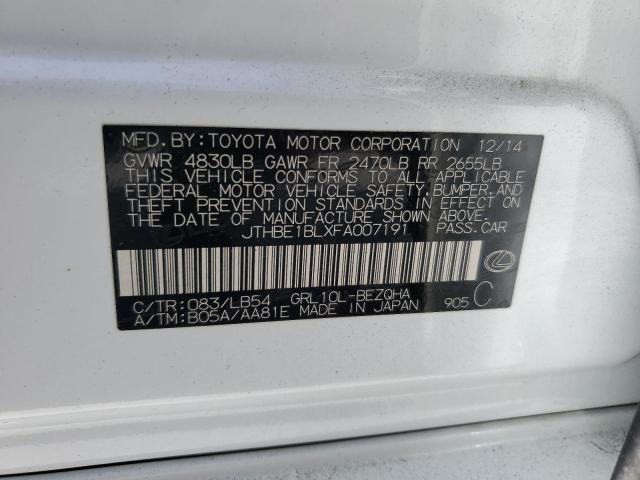 MFD.BY:TOYOTA MOTOR CORPORATION 12/14
GVWR 4830LB GAWR FR 2470LB RR 2655LB
THIS VEHICLE CONFORMS TO ALL APPLICABLE
FEDERAL MOTOR VEHICLE SAFETY,BUMPER,AND
THEFT PREVENTION STANDARDS IN EFFECT ON
THE DATE OF MANUFACTURE SHOWN ABOVE.
JTHBE1BLXFA007191 PASS.CAR
C/TR:083/LB54 GRL10L-BEZQHA
A/TM:B05A/AA81E MADE IN JAPAN 905 C